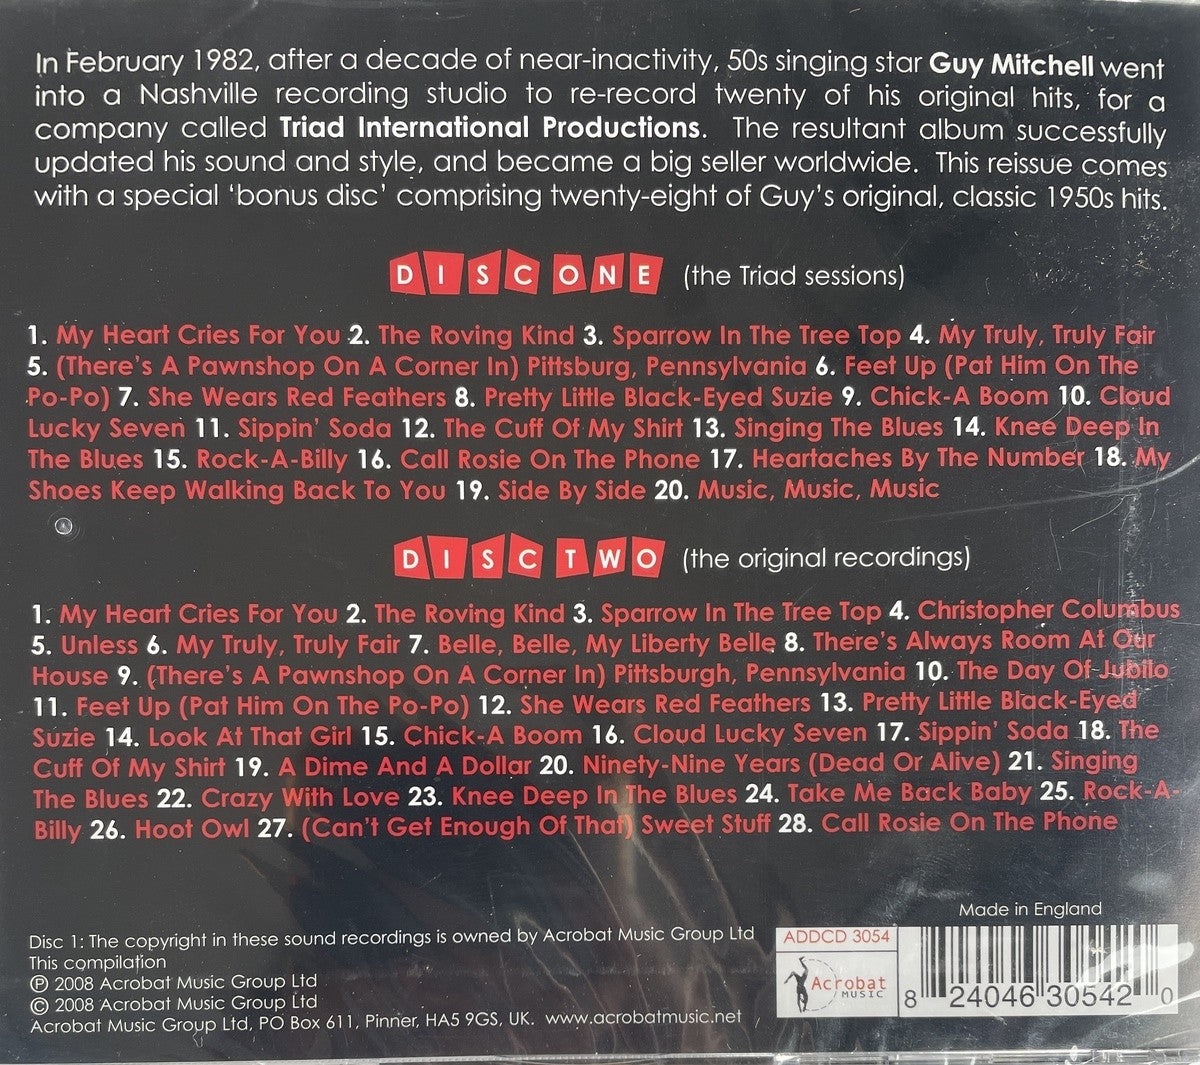 In February 1982, after a decade of near-inactivity, 50s singing star Guy Mitchell went
into a Nashville recording studio to re-record twenty of his original hits, for a
company called Triad International Productions. The resultant album successfully
updated his sound and style, and became a big seller worldwide. This reissue comes
with a special ‘bonus disc’ comprising twenty-eight of Guy’s original, classic 1950s hits.
DISC ONE (the Triad sessions)
1. My Heart Cries For You 2. The Roving Kind 3. Sparrow In The Tree Top 4. My Truly, Truly Fair
5. (There’s A Pawnshop On A Corner In) Pittsburg, Pennsylvania 6. Feet Up (Pat Him On The
Po-Po) 7. She Wears Red Feathers 8. Pretty Little Black-Eyed Suzie 9. Chick-A Boom 10. Cloud
Lucky Seven 11. Sippin’ Soda 12. The Cuff Of My Shirt 13. Singing The Blues 14. Knee Deep In
The Blues 15. Rock-A-Billy 16. Call Rosie On The Phone 17. Heartaches By The Number 18. My
Shoes Keep Walking Back To You 19. Side By Side 20. Music, Music, Music
DISC TWO (the original recordings)
1. My Heart Cries For You 2. The Roving Kind 3. Sparrow In The Tree Top 4. Christopher Columbus
5. Unless 6. My Truly, Truly Fair 7. Belle, Belle, My Liberty Belle 8. There’s Always Room At Our
House 9. (There’s A Pawnshop On A Corner In) Pittsburgh, Pennsylvania 10. The Day Of Jubilo
11. Feet Up (Pat Him On The Po-Po) 12. She Wears Red Feathers 13. Pretty Little Black-Eyed
Suzie 14. Look At That Girl 15. Chick-A Boom 16. Cloud Lucky Seven 17. Sippin’ Soda 18. The
Cuff Of My Shirt 19. A Dime And A Dollar 20. Ninety-Nine Years (Dead Or Alive) 21. Singing
The Blues 22. Crazy With Love 23. Knee Deep In The Blues 24. Take Me Back Baby 25. Rock-A-
Billy 26. Hoot Owl 27. (Can’t Get Enough Of That) Sweet Stuff 28. Call Rosie On The Phone
Made in England
Disc 1: The copyright in these sound recordings is owned by Acrobat Music Group Ltd
This compilation
℗ 2008 Acrobat Music Group Ltd
© 2008 Acrobat Music Group Ltd
Acrobat Music Group Ltd, PO Box 611, Pinner, HA5 9GS, UK. www.acrobatmusic.net
ADDCD 3054
Acrobat
MUSIC
8 24046 30542 0